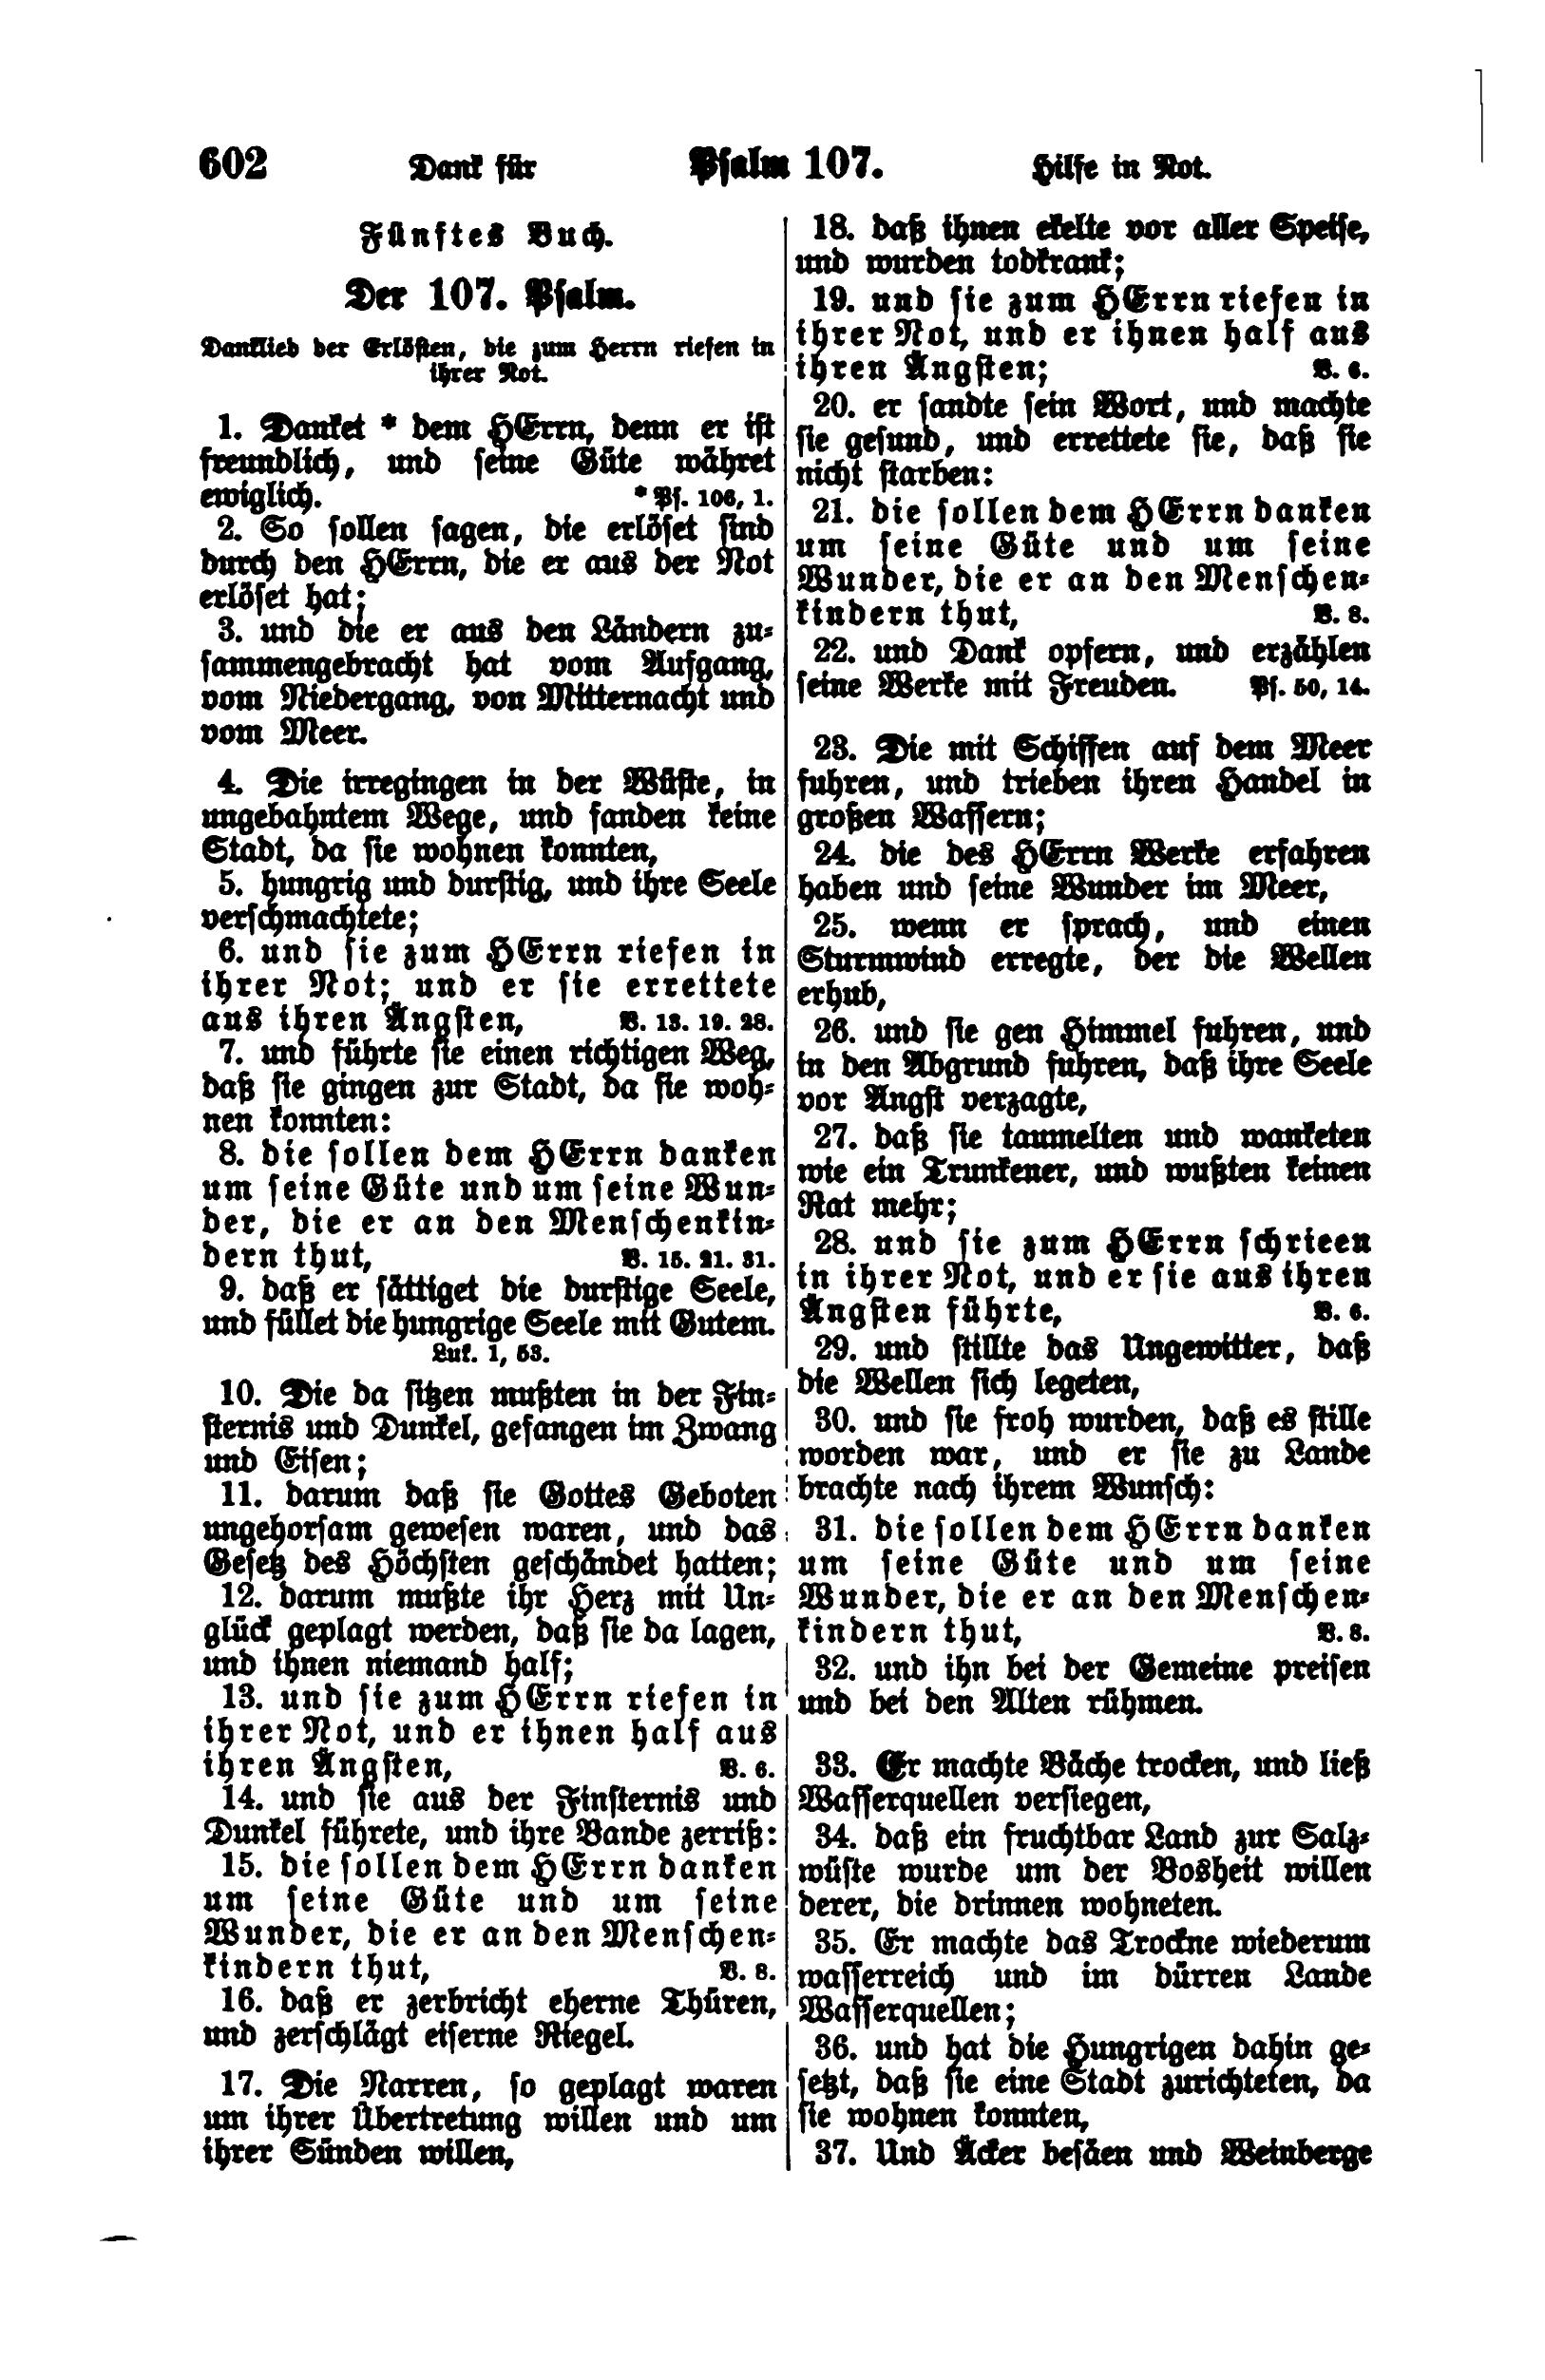 602 Dank für Psalm 107. Hilfe in Not.
Fünftes Buch.
Der 107. Psalm.
Danklied der Erlösten, die zum Herrn riefen in
ihrer Not.
1. Danket * dem HErrn, denn er ist
freundlich, und seine Güte währet
ewiglich. * Ps. 106, 1.
2. So sollen sagen, die erlöset sind
durch den HErrn, die er aus der Not
erlöset hat;
3. und die er aus den Ländern zu-
sammengebracht hat vom Aufgang,
vom Niedergang, von Mitternacht und
vom Meer.
4. Die irregingen in der Wüste, in
ungebahntem Wege, und fanden keine
Stadt, da sie wohnen konnten,
5. hungrig und durstig, und ihre Seele
verschmachtete;
6. und sie zum HErrn riefen in
ihrer Not; und er sie errettete
aus ihren Ängsten, V. 13. 19. 28.
7. und führte sie einen richtigen Weg,
daß sie gingen zur Stadt, da sie woh-
nen konnten:
8. die sollen dem HErrn danken
um seine Güte und um seine Wun-
der, die er an den Menschenkin-
dern thut, V. 15. 21. 31.
9. daß er sättiget die durstige Seele,
und füllet die hungrige Seele mit Gutem.
Luk. 1, 53.
10. Die da sitzen mußten in der Fin-
sternis und Dunkel, gefangen im Zwang
und Eisen;
11. darum daß sie Gottes Geboten
ungehorsam gewesen waren, und das
Gesetz des Höchsten geschändet hatten;
12. darum mußte ihr Herz mit Un-
glück geplagt werden, daß sie da lagen,
und ihnen niemand half;
13. und sie zum HErrn riefen in
ihrer Not, und er ihnen half aus
ihren Ängsten, V. 6.
14. und sie aus der Finsternis und
Dunkel führete, und ihre Bande zerriß:
15. die sollen dem HErrn danken
um seine Güte und um seine
Wunder, die er an den Menschen-
kindern thut, V. 8.
16. daß er zerbricht eherne Thüren,
und zerschlägt eiserne Riegel.
17. Die Narren, so geplagt waren
um ihrer Übertretung willen und um
ihrer Sünden willen,
18. daß ihnen ekelte vor aller Speise,
und wurden todkrank;
19. und sie zum HErrn riefen in
ihrer Not, und er ihnen half aus
ihren Ängsten; V. 6.
20. er sandte sein Wort, und machte
sie gesund, und errettete sie, daß sie
nicht starben:
21. die sollen dem HErrn danken
um seine Güte und um seine
Wunder, die er an den Menschen-
kindern thut, V. 8.
22. und Dank opfern, und erzählen
seine Werke mit Freuden. Ps. 50, 14.
23. Die mit Schiffen auf dem Meer
fuhren, und trieben ihren Handel in
großen Wassern;
24. die des HErrn Werke erfahren
haben und seine Wunder im Meer,
25. wenn er sprach, und einen
Sturmwind erregte, der die Wellen
erhub,
26. und sie gen Himmel fuhren, und
in den Abgrund fuhren, daß ihre Seele
vor Angst verzagte,
27. daß sie taumelten und wanketen
wie ein Trunkener, und wußten keinen
Rat mehr;
28. und sie zum HErrn schrieen
in ihrer Not, und er sie aus ihren
Ängsten führte, V. 6.
29. und stillte das Ungewitter, daß
die Wellen sich legeten,
30. und sie froh wurden, daß es stille
worden war, und er sie zu Lande
brachte nach ihrem Wunsch:
31. die sollen dem HErrn danken
um seine Güte und um seine
Wunder, die er an den Menschen-
kindern thut, V. 8.
32. und ihn bei der Gemeine preisen
und bei den Alten rühmen.
33. Er machte Bäche trocken, und ließ
Wasserquellen versiegen,
34. daß ein fruchtbar Land zur Salz-
wüste wurde um der Bosheit willen
derer, die drinnen wohneten.
35. Er machte das Trockne wiederum
wasserreich und im dürren Lande
Wasserquellen;
36. und hat die Hungrigen dahin ge-
setzt, daß sie eine Stadt zurichteten, da
sie wohnen konnten,
37. Und Äcker besäen und Weinberge